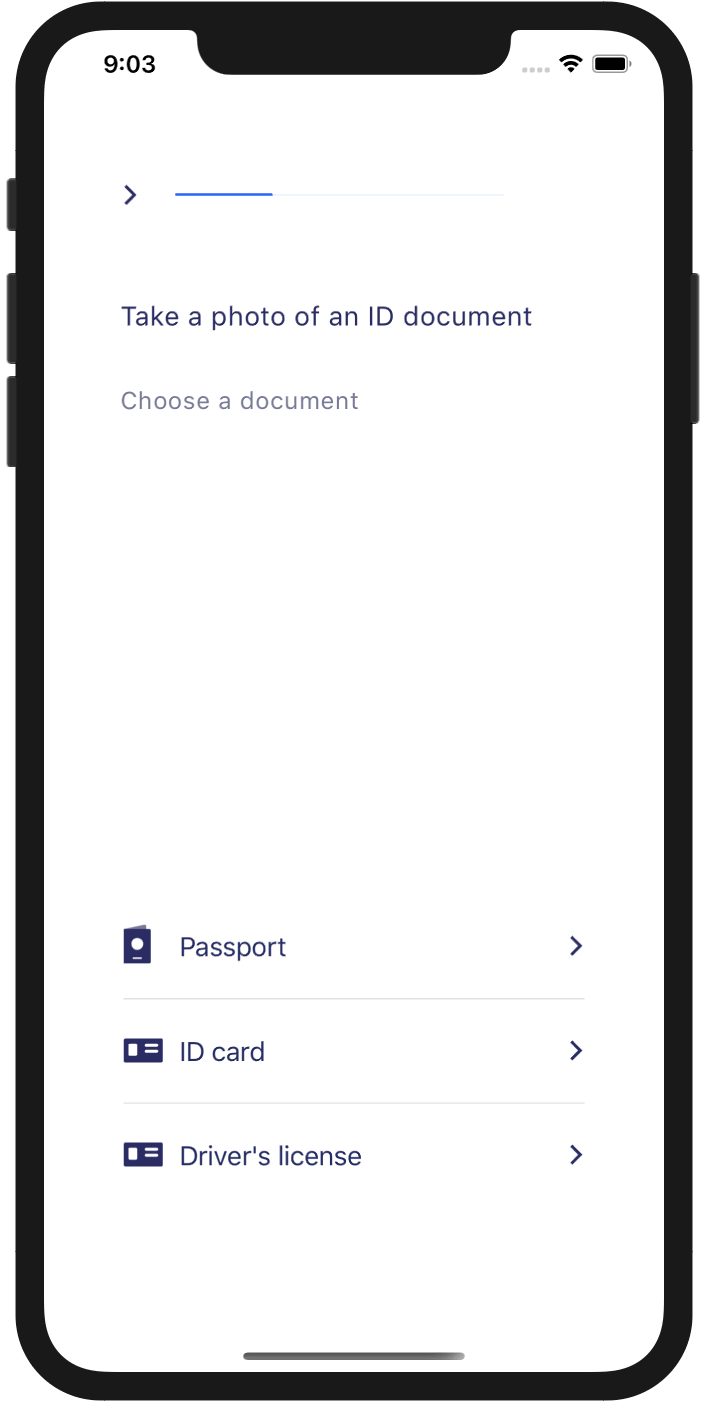 9:03
Take a photo of an ID document
Choose a document
Passport
ID card
Driver's license